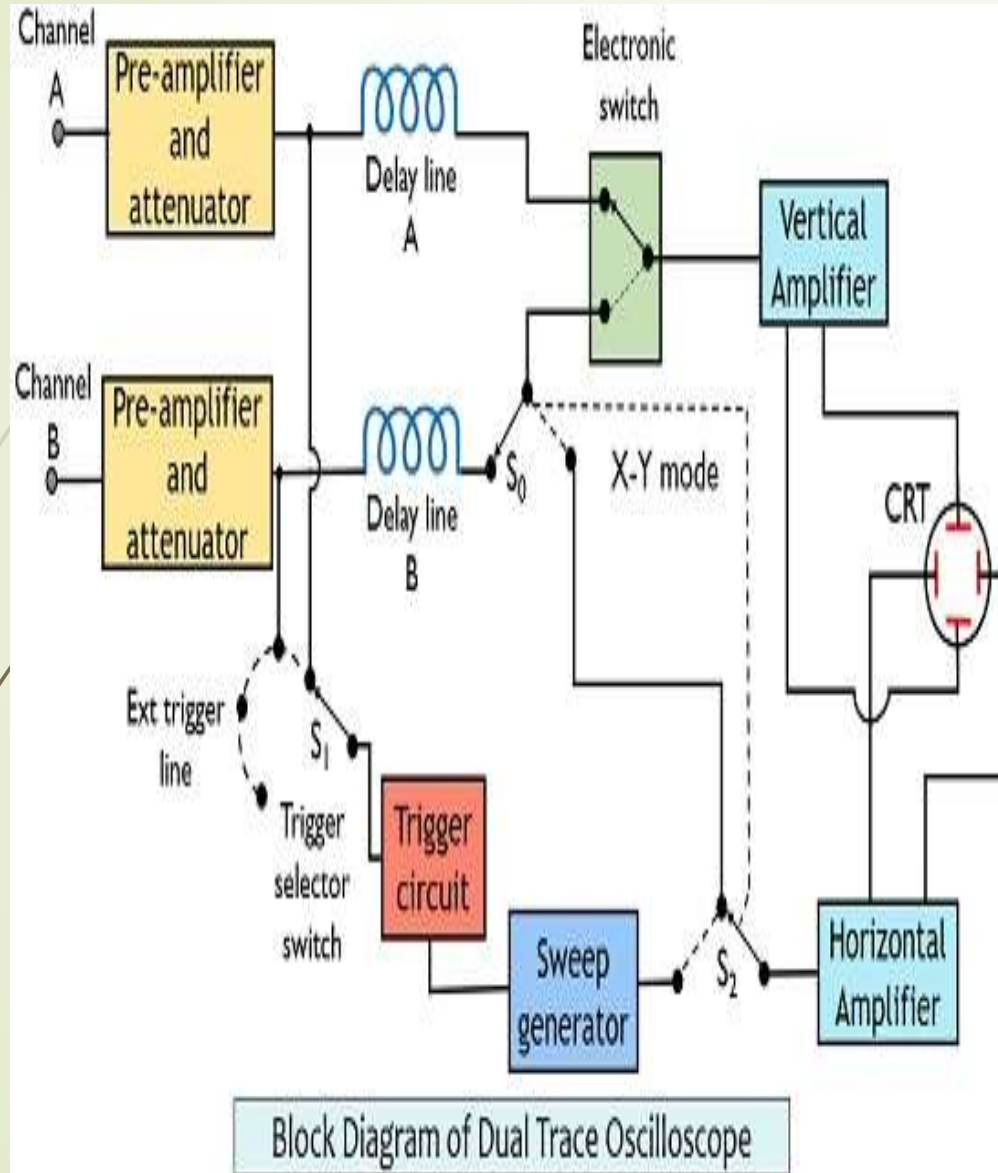 Channel
A
Pre-amplifier
and
attenuator
Delay line
A
Electronic
switch
Vertical
Amplifier
Channel
B
Pre-amplifier
and
attenuator
Delay line
B
S0
X-Y mode
CRT
Ext trigger
line
S1
Trigger
selector
switch
Trigger
circuit
Sweep
generator
S2
Horizontal
Amplifier
Block Diagram of Dual Trace Oscilloscope